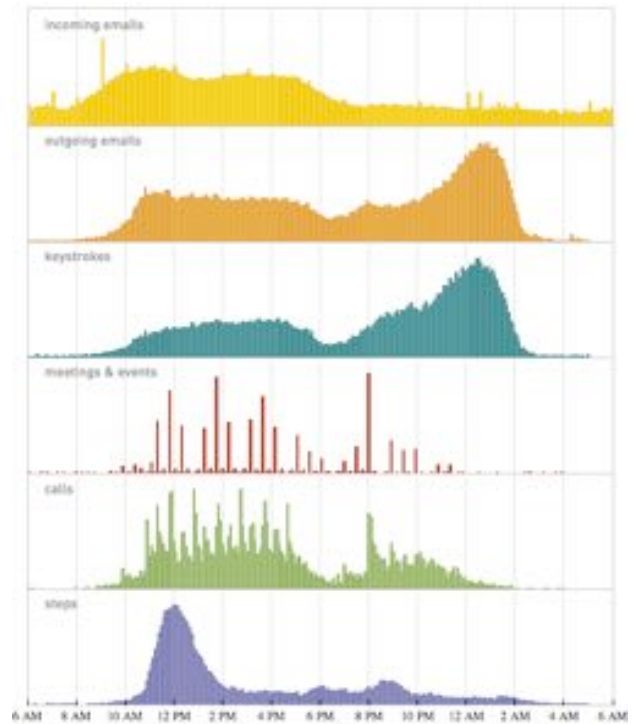 incoming emails
outgoing emails
keystrokes
meetings & events
calls
steps
6 AM 8 AM 10 AM 12 PM 2 PM 4 PM 6 PM 8 PM 10 PM 12 AM 2 AM 4 AM 6 AM